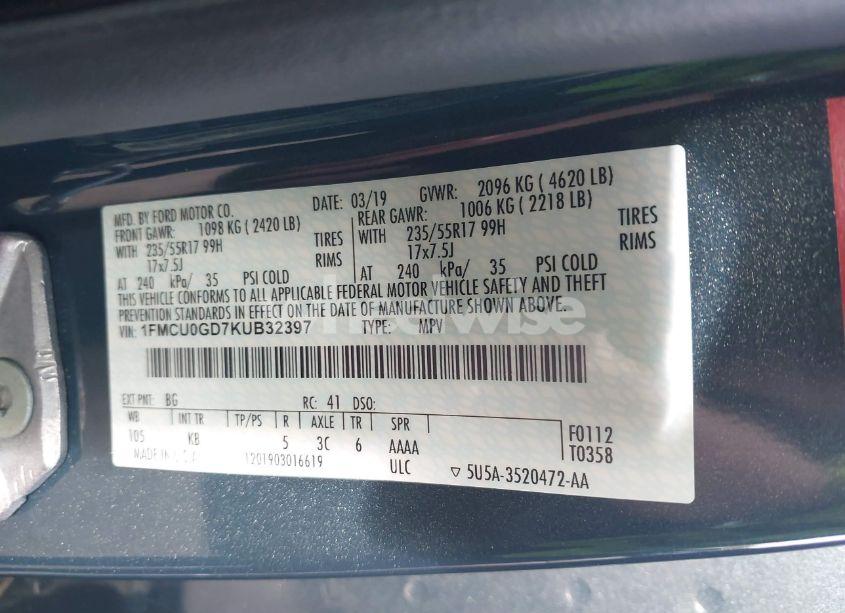 MFD. BY FORD MOTOR CO. DATE: 03/19 GVWR: 2096 KG ( 4620 LB)
FRONT GAWR: 1098 KG ( 2420 LB) REAR GAWR: 1006 KG ( 2218 LB)
WITH 235/55R17 99H TIRES WITH 235/55R17 99H TIRES
17x7.5J RIMS 17x7.5J RIMS
AT 240 kPa/ 35 PSI COLD AT 240 kPa/ 35 PSI COLD
THIS VEHICLE CONFORMS TO ALL APPLICABLE FEDERAL MOTOR VEHICLE SAFETY AND THEFT
PREVENTION STANDARDS IN EFFECT ON THE DATE OF MANUFACTURE SHOWN ABOVE.
VIN: 1FMCU0GD7KUB32397 TYPE: MPV
EXT PNT: BG RC: 41 DSO:
WB INT TR TP/PS R AXLE TR SPR
105 KB 5 3C 6 AAAA
F0112
T0358
MADE IN 1201903016619 ULC
5U5A-3520472-AA